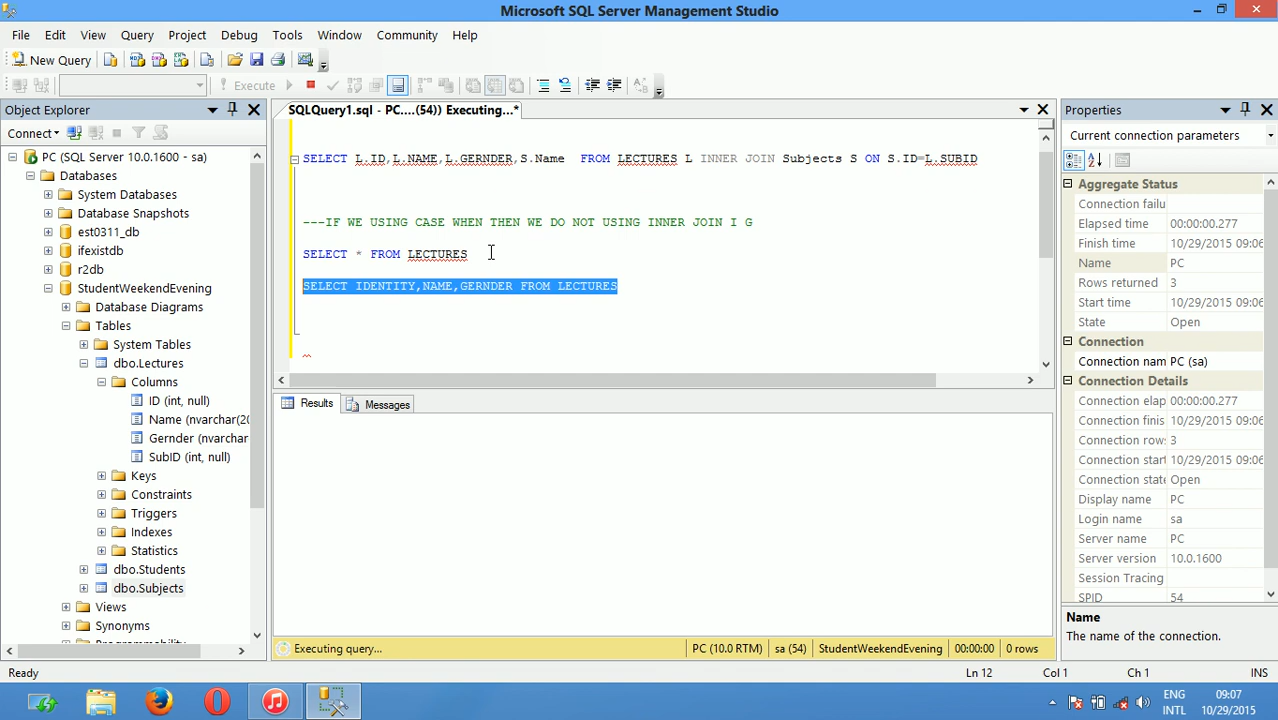 Microsoft SQL Server Management Studio
File Edit View Query Project Debug Tools Window Community Help
New Query
Execute
Object Explorer
Connect
PC (SQL Server 10.0.1600 - sa)
Databases
System Databases
Database Snapshots
est0311_db
ifexistdb
r2db
StudentWeekendEvening
Database Diagrams
Tables
System Tables
dbo.Lectures
Columns
ID (int, null)
Name (nvarchar(20
Gernder (nvarchar
SubID (int, null)
Keys
Constraints
Triggers
Indexes
Statistics
dbo.Students
dbo.Subjects
Views
Synonyms
SQLQuery1.sql - PC....(54)) Executing...*
SELECT L.ID,L.NAME,L.GERNDER,S.Name FROM LECTURES L INNER JOIN Subjects S ON S.ID=L.SUBID
---IF WE USING CASE WHEN THEN WE DO NOT USING INNER JOIN I G
SELECT * FROM LECTURES
SELECT IDENTITY,NAME,GERNDER FROM LECTURES
Results Messages
Executing query... PC (10.0 RTM) sa (54) StudentWeekendEvening 00:00:00 0 rows
Properties
Current connection parameters
Aggregate Status
Connection failu
Elapsed time 00:00:00.277
Finish time 10/29/2015 09:06
Name PC
Rows returned 3
Start time 10/29/2015 09:06
State Open
Connection
Connection nam PC (sa)
Connection Details
Connection elap 00:00:00.277
Connection finis 10/29/2015 09:06
Connection rows 3
Connection start 10/29/2015 09:06
Connection state Open
Display name PC
Login name sa
Server name PC
Server version 10.0.1600
Session Tracing
SPID 54
Name
The name of the connection.
Ready Ln 12 Col 1 Ch 1 INS
ENG
INTL
09:07
10/29/2015